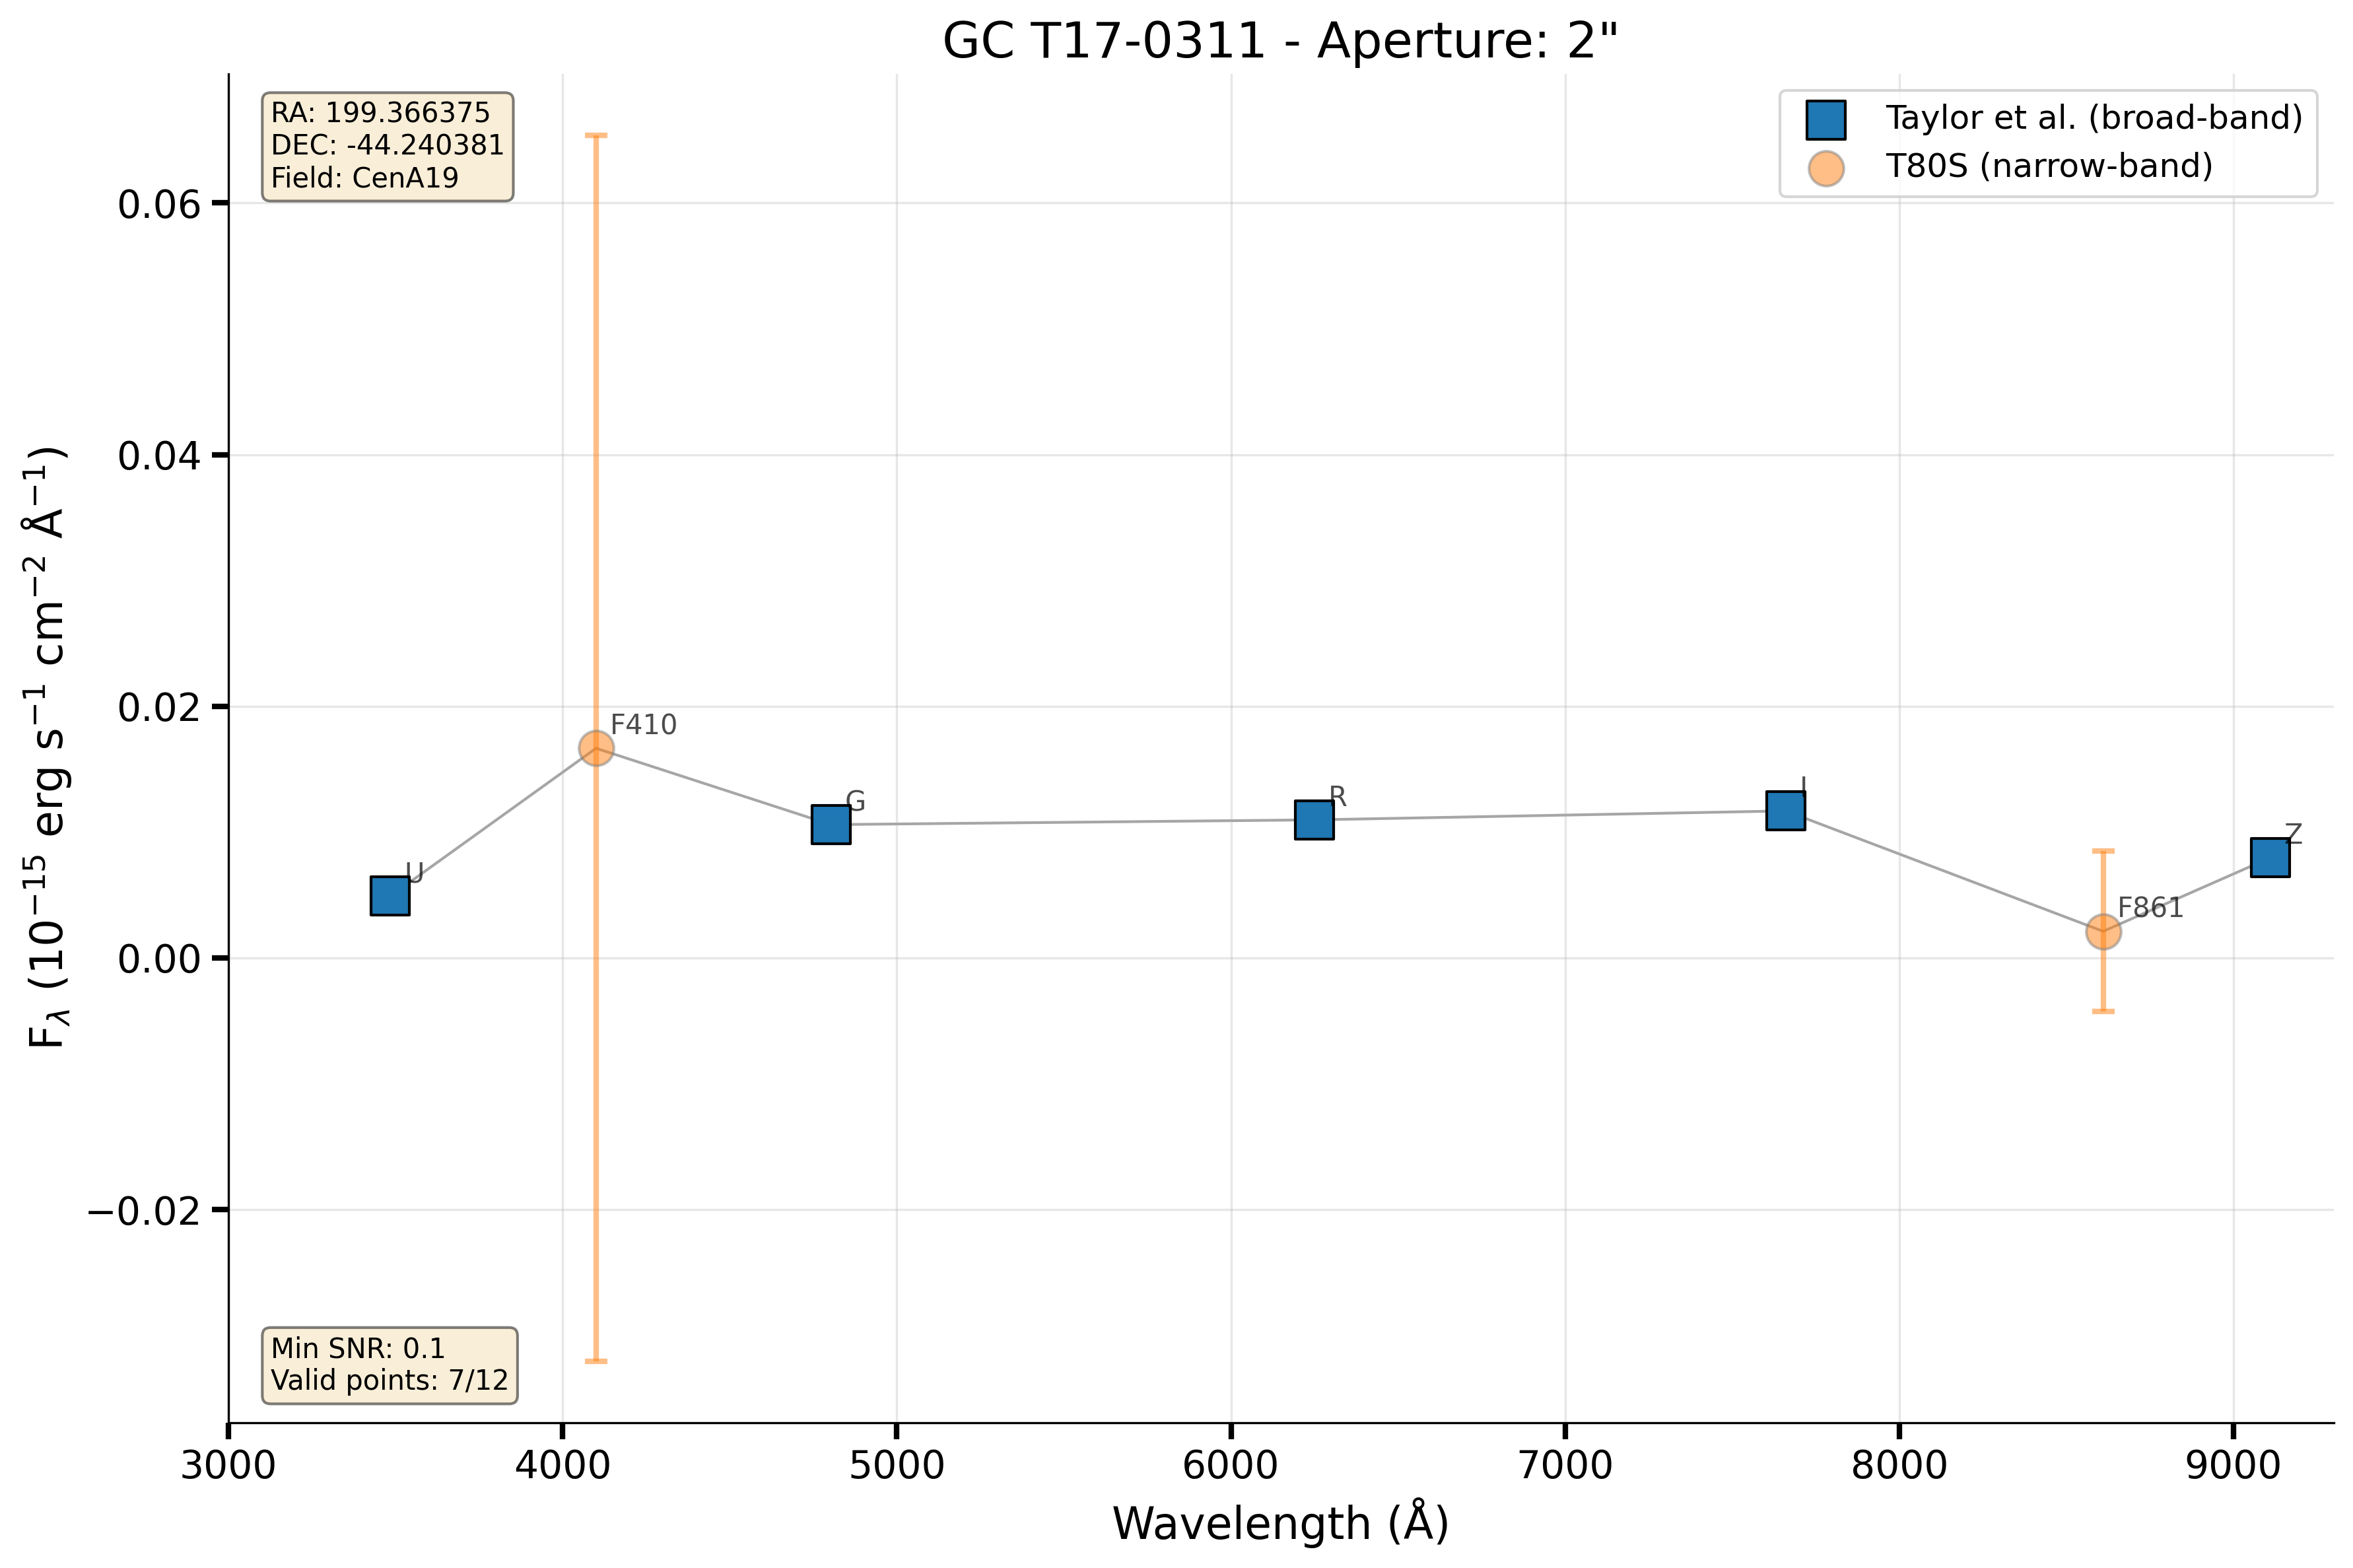 GC T17-0311 - Aperture: 2"
RA: 199.366375
DEC: -44.240381
Field: CenA19
Taylor et al. (broad-band)
T80S (narrow-band)
F_λ (10⁻¹⁵ erg s⁻¹ cm⁻² Å⁻¹)
0.06
0.04
0.02
0.00
−0.02
U
F410
G
R
I
F861
Z
Min SNR: 0.1
Valid points: 7/12
3000 4000 5000 6000 7000 8000 9000
Wavelength (Å)